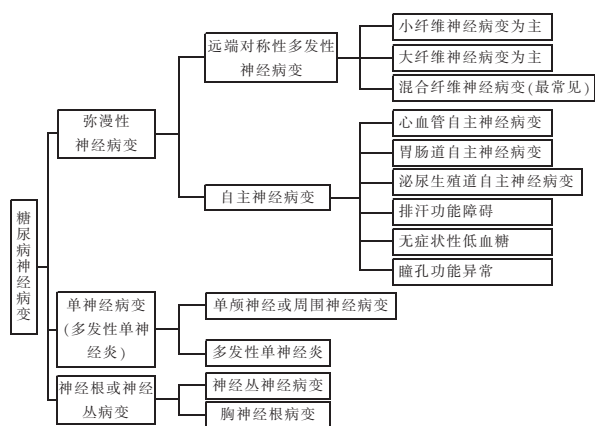 糖尿病神经病变
弥漫性
神经病变
远端对称性多发性
神经病变
小纤维神经病变为主
大纤维神经病变为主
混合纤维神经病变(最常见)
自主神经病变
心血管自主神经病变
胃肠道自主神经病变
泌尿生殖道自主神经病变
排汗功能障碍
无症状性低血糖
瞳孔功能异常
单神经病变
(多发性单神
经炎)
单颅神经或周围神经病变
多发性单神经炎
神经根或神经
丛病变
神经丛神经病变
胸神经根病变